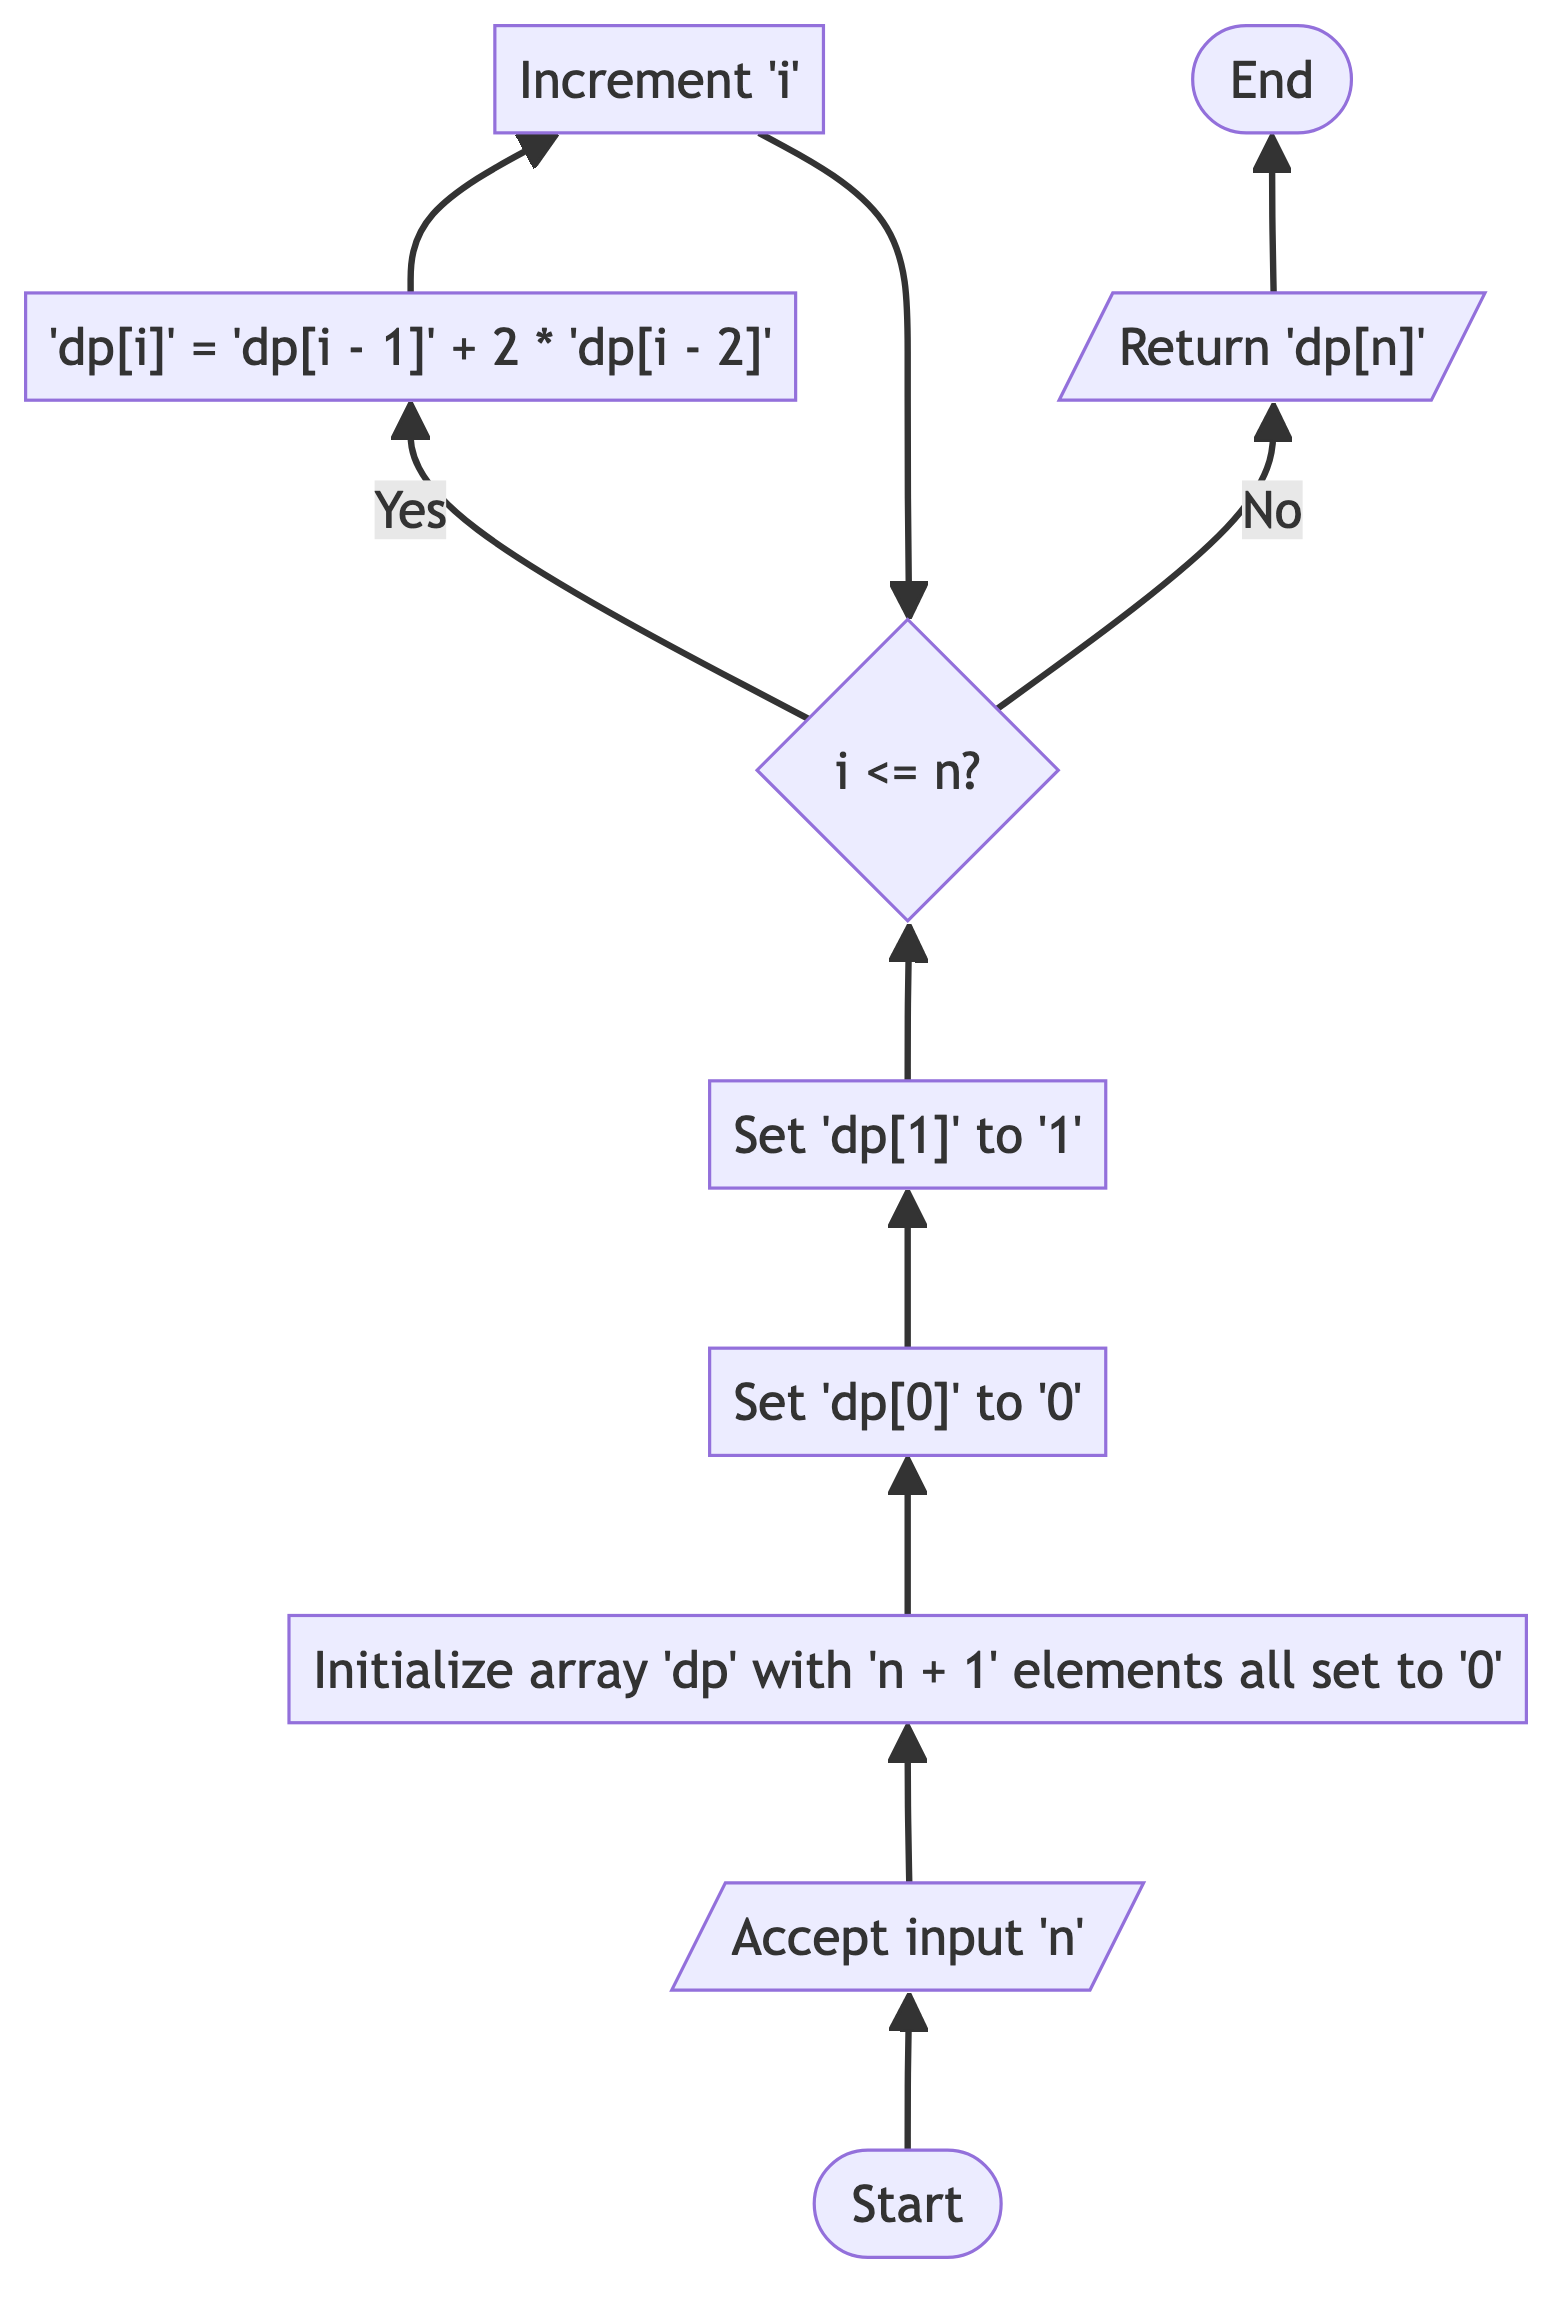 Increment 'i'
End
'dp[i]' = 'dp[i - 1]' + 2 * 'dp[i - 2]'
Return 'dp[n]'
Yes
No
i <= n?
Set 'dp[1]' to '1'
Set 'dp[0]' to '0'
Initialize array 'dp' with 'n + 1' elements all set to '0'
Accept input 'n'
Start